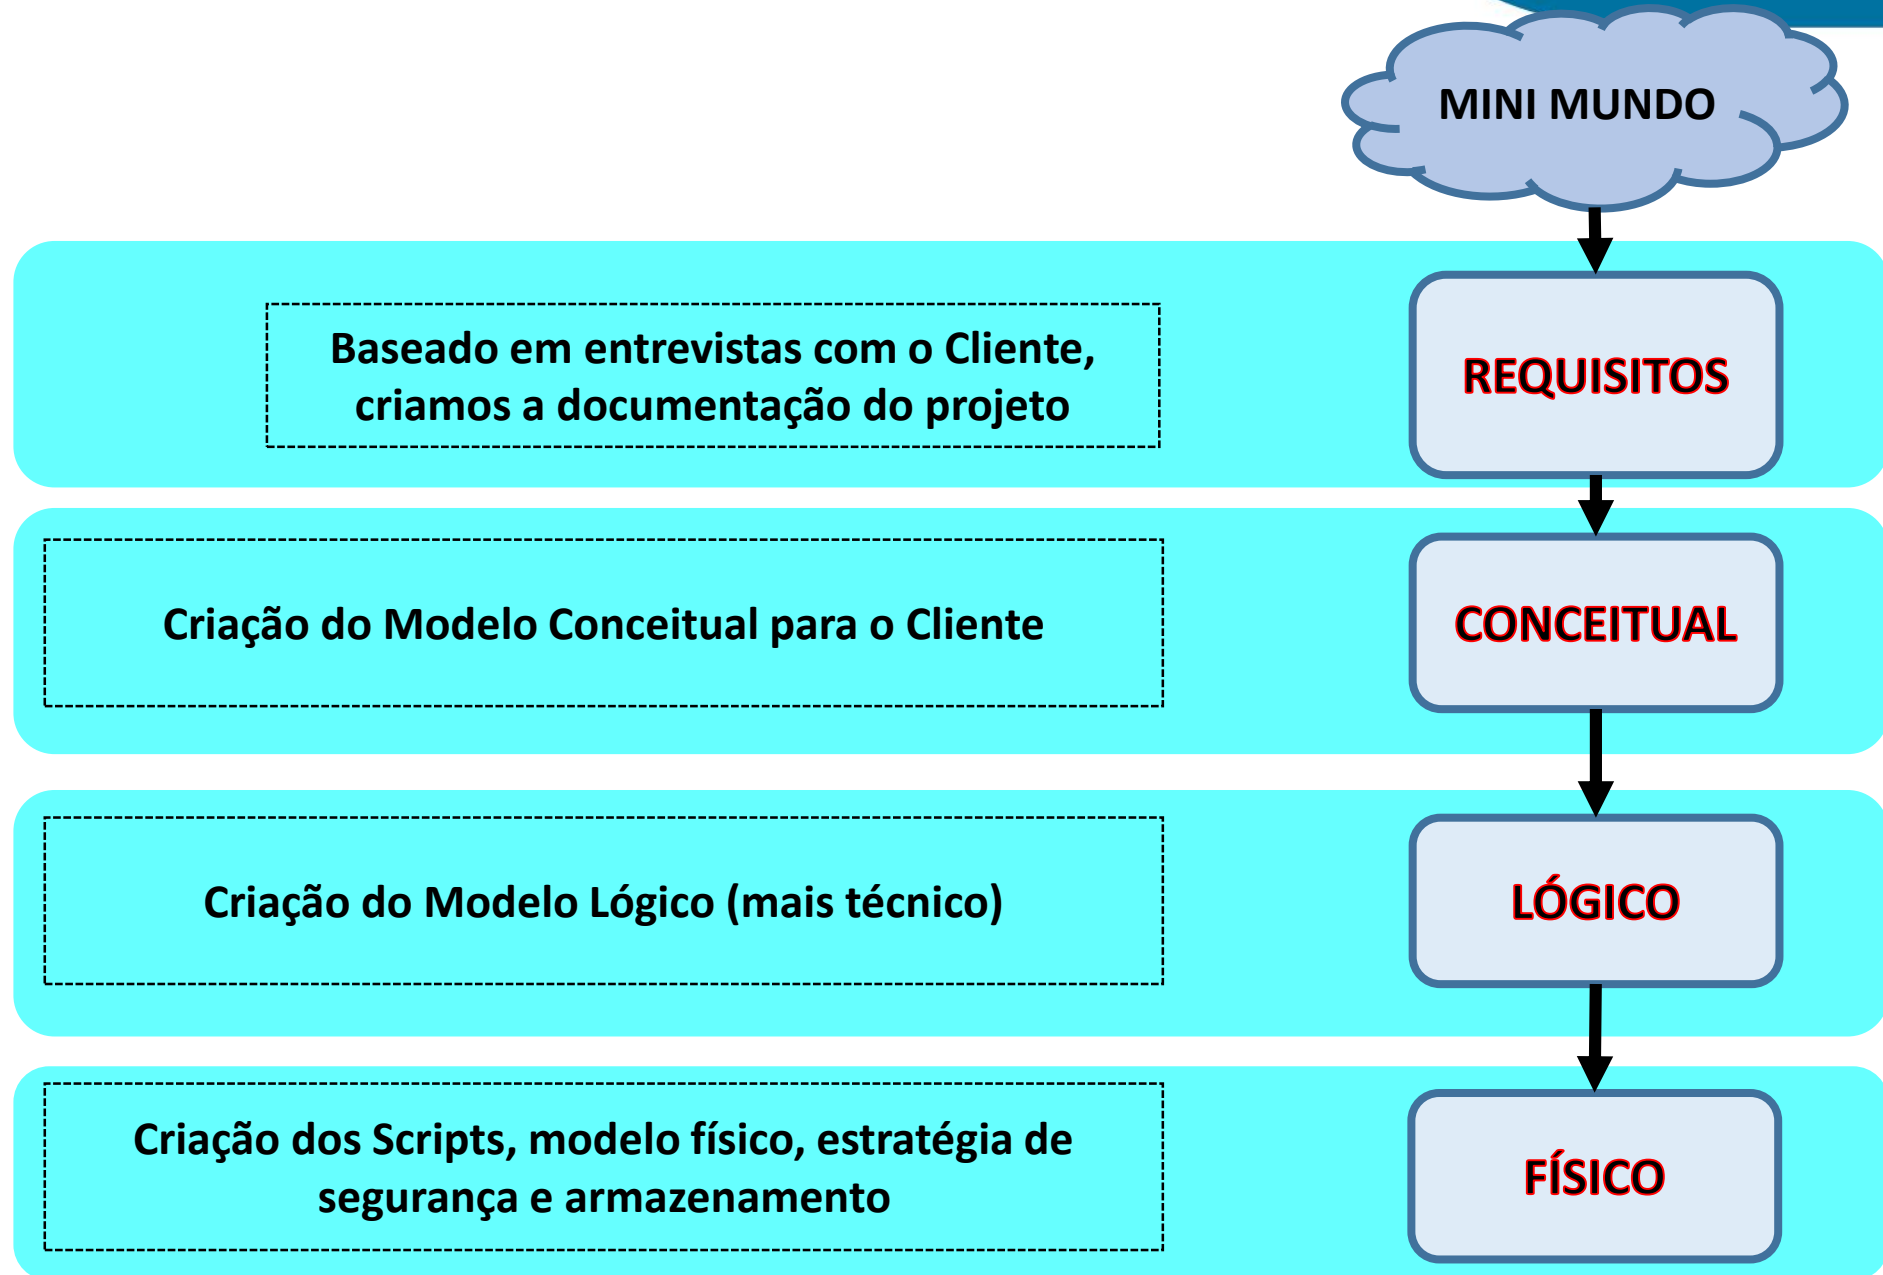 MINI MUNDO
Baseado em entrevistas com o Cliente,
criamos a documentação do projeto
REQUISITOS
Criação do Modelo Conceitual para o Cliente
CONCEITUAL
Criação do Modelo Lógico (mais técnico)
LÓGICO
Criação dos Scripts, modelo físico, estratégia de
segurança e armazenamento
FÍSICO